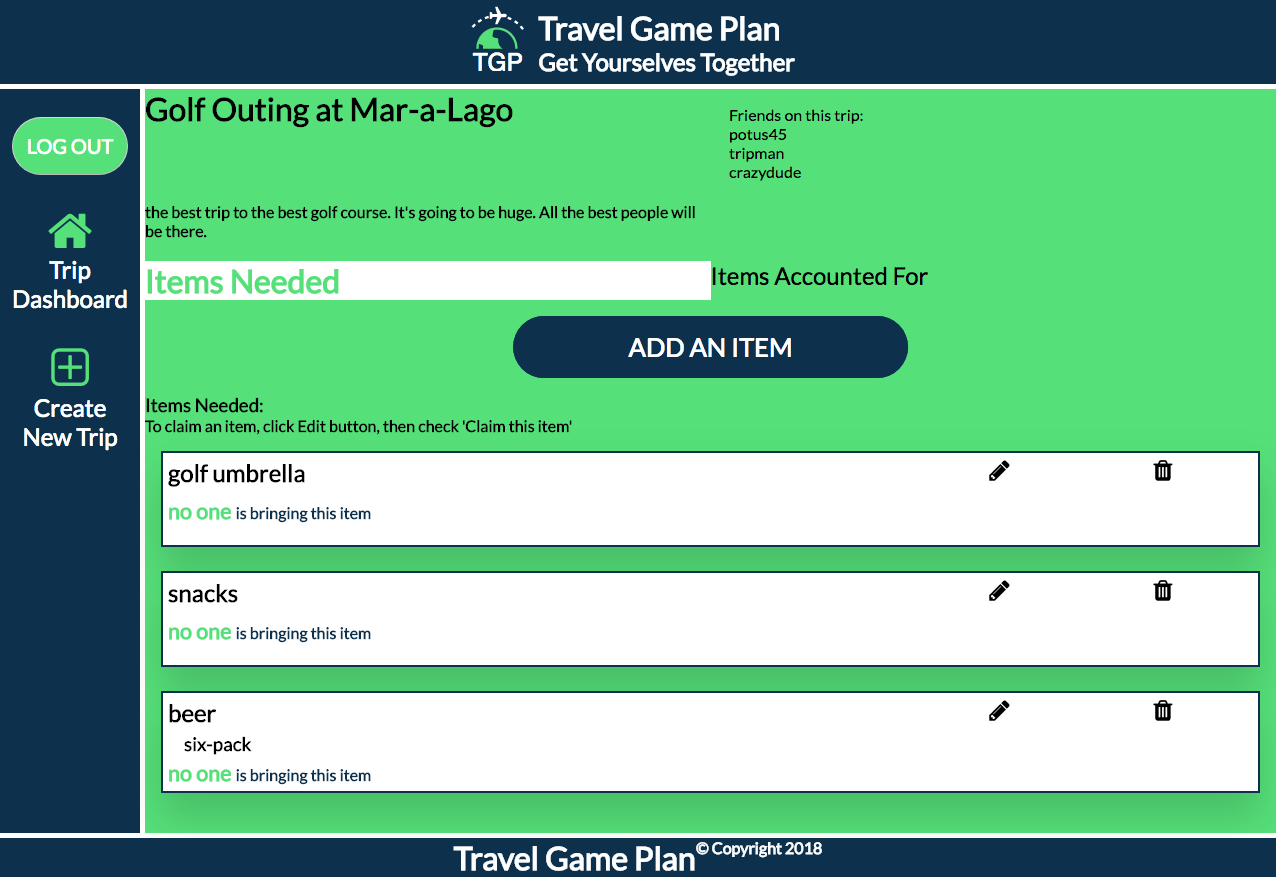 TGP
Travel Game Plan
Get Yourselves Together
LOG OUT
Trip
Dashboard
Create
New Trip
Golf Outing at Mar-a-Lago
Friends on this trip:
potus45
tripman
crazydude
the best trip to the best golf course. It's going to be huge. All the best people will
be there.
Items Needed
Items Accounted For
ADD AN ITEM
Items Needed:
To claim an item, click Edit button, then check 'Claim this item'
golf umbrella
no one is bringing this item
snacks
no one is bringing this item
beer
six-pack
no one is bringing this item
Travel Game Plan© Copyright 2018